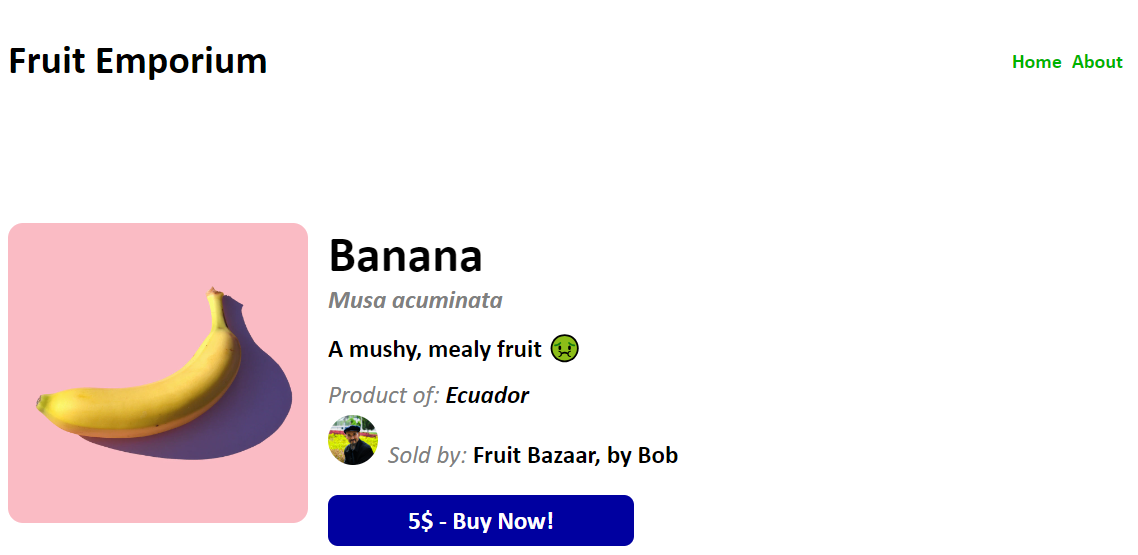 Fruit Emporium
Home About
Banana
Musa acuminata
A mushy, mealy fruit 🤢
Product of: Ecuador
Sold by: Fruit Bazaar, by Bob
5$ - Buy Now!